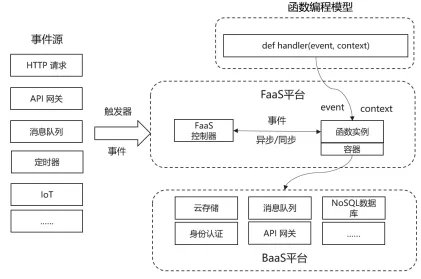 函数编程模型
def handler(event, context)
事件源
HTTP 请求
API 网关
消息队列
定时器
IoT
......
触发器
事件
FaaS平台
event
context
FaaS
控制器
事件
异步/同步
函数实例
容器
云存储
消息队列
NoSQL数据
库
身份认证
API 网关
......
BaaS平台